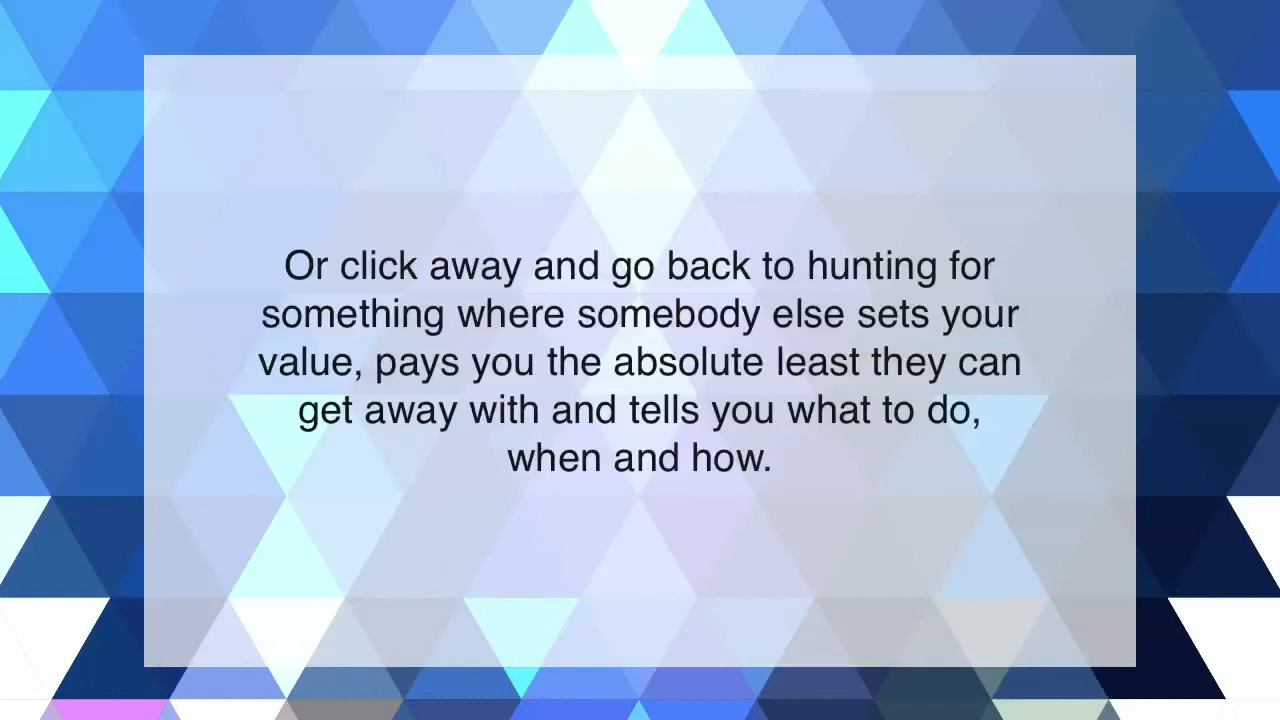 Or click away and go back to hunting for
something where somebody else sets your
value, pays you the absolute least they can
get away with and tells you what to do,
when and how.